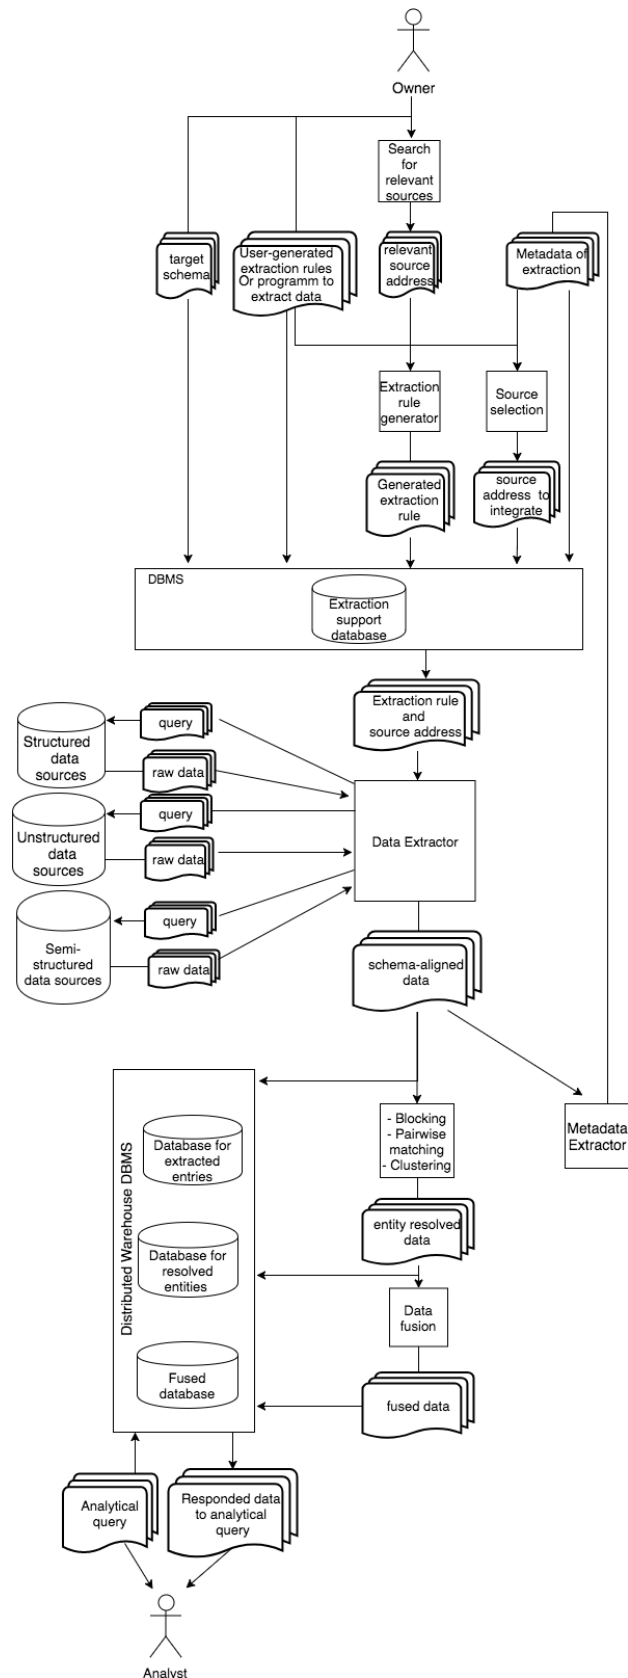 Owner
Search
for
relevant
sources
target
schema
User-generated
extraction rules
Or programm to
extract data
relevant
source
address
Metadata of
extraction
Extraction
rule
generator
Source
selection
Generated
extraction
rule
source
address to
integrate
DBMS
Extraction
support
database
Extraction rule
and
source address
Structured
data
sources
query
raw data
Unstructured
data
sources
query
raw data
Semi-
structured
data sources
query
raw data
Data Extractor
schema-aligned
data
- Blocking
- Pairwise
matching
- Clustering
Metadata
Extractor
Distributed Warehouse DBMS
Database for
extracted
entries
entity resolved
data
Database for
resolved
entities
Data
fusion
Fused
database
fused data
Analytical
query
Responded data
to analytical
query
Analyst